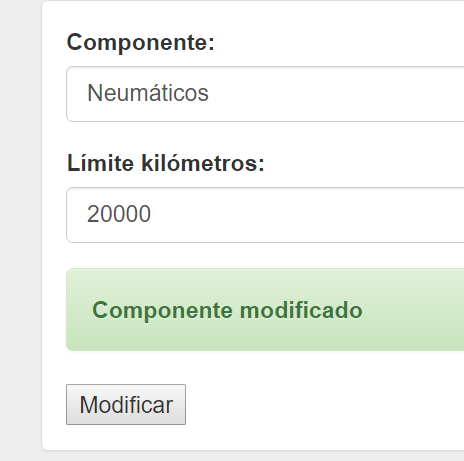 Componente:
Neumáticos
Límite kilómetros:
20000
Componente modificado
Modificar